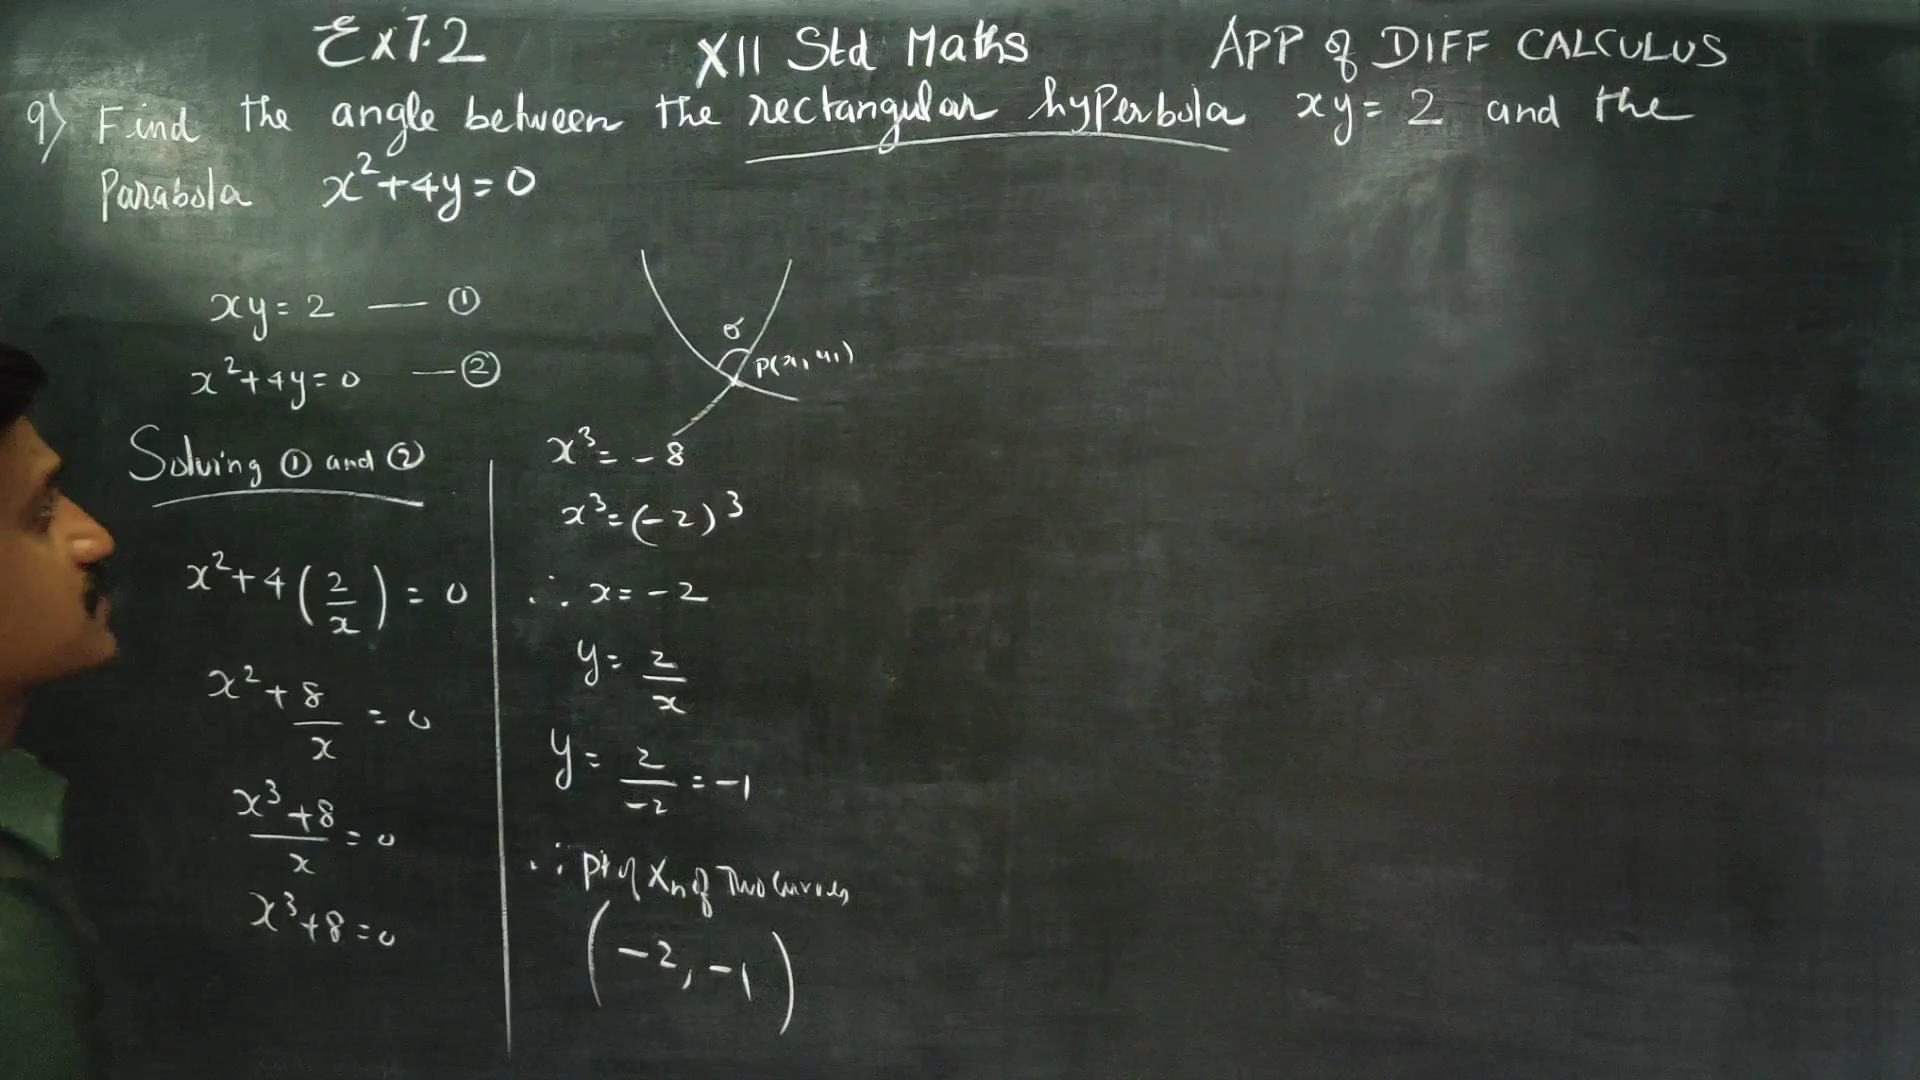 Ex 7.2 XII Std Maths APP of DIFF CALCULUS
9) Find the angle between the rectangular hyperbola xy = 2 and the
Parabola x²+4y=0
xy = 2 — ①
x²+4y=0 — ②
θ
P(x₁, y₁)
Solving ① and ②
x²+4(2/x) = 0
x²+8/x = 0
(x³+8)/x = 0
x³+8=0
x³=-8
x³=(-2)³
∴ x=-2
y= 2/x
y= 2/-2 = -1
∴ pt of Xn of Two Curves
(-2, -1)